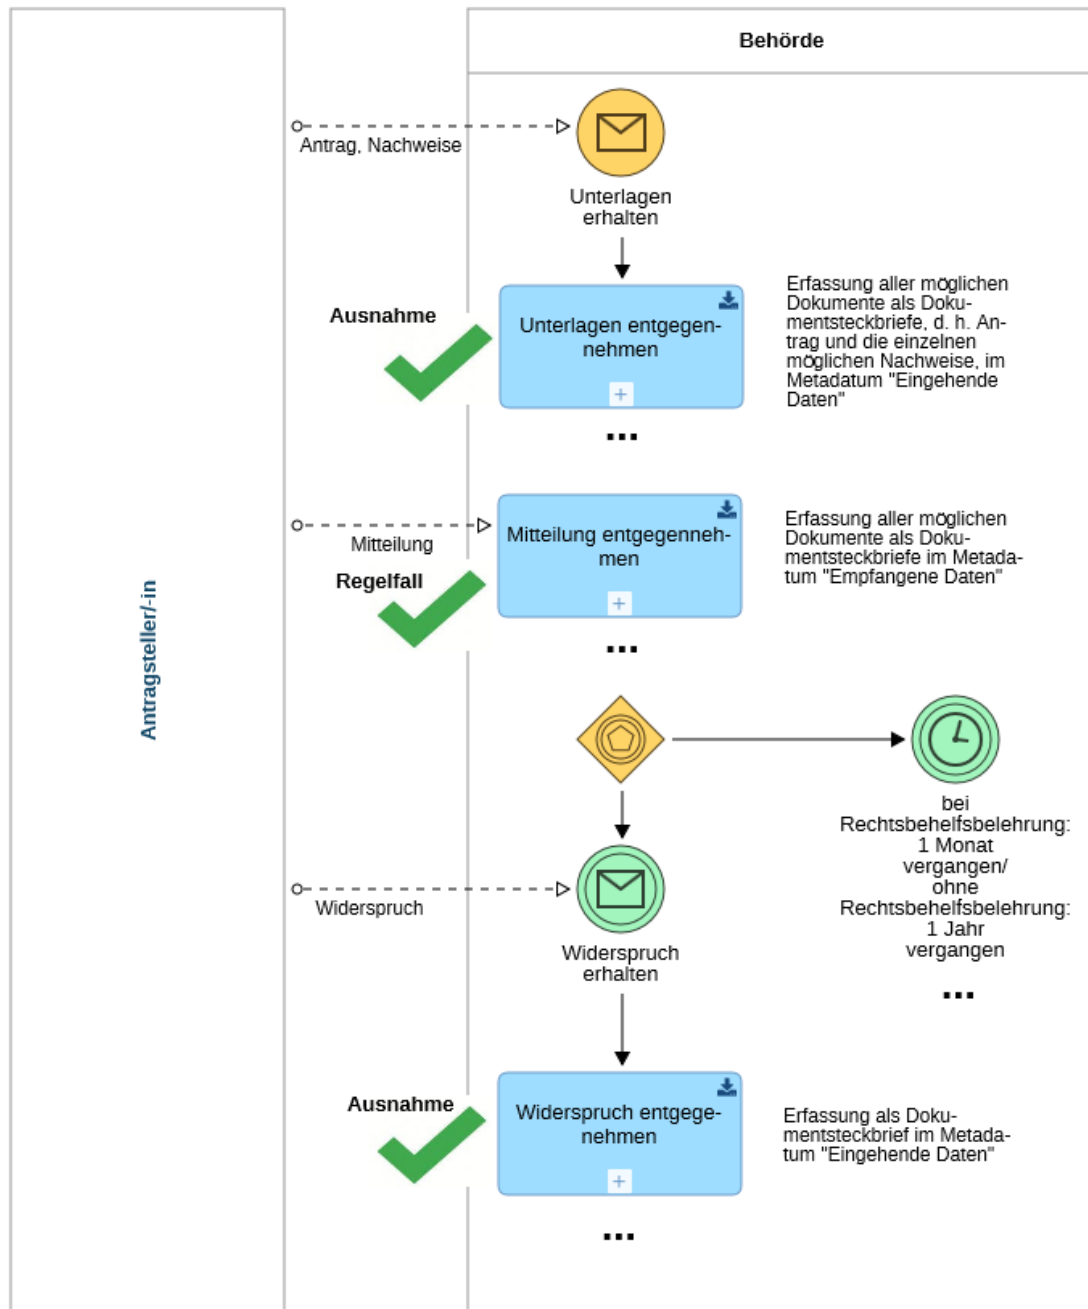 Behörde
Antrag, Nachweise
Unterlagen
erhalten
Ausnahme
Unterlagen entgegen-
nehmen
Erfassung aller möglichen
Dokumente als Doku-
mentsteckbriefe, d. h. An-
trag und die einzelnen
möglichen Nachweise, im
Metadatum "Eingehende
Daten"
...
Mitteilung
Regelfall
Mitteilung entgegenneh-
men
Erfassung aller möglichen
Dokumente als Doku-
mentsteckbriefe im Metada-
tum "Empfangene Daten"
...
Antragsteller/-in
bei
Rechtsbehelfsbelehrung:
1 Monat
vergangen/
ohne
Rechtsbehelfsbelehrung:
1 Jahr
vergangen
...
Widerspruch
Widerspruch
erhalten
Ausnahme
Widerspruch entgege-
nehmen
Erfassung als Doku-
mentsteckbrief im Metada-
tum "Eingehende Daten"
...